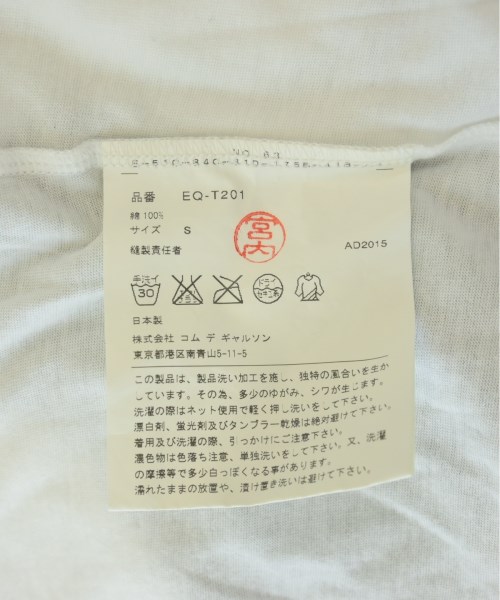 品番 EQ-T201
綿 100%
サイズ S
縫製責任者
宮内
AD2015
手洗イ
30
日本製
株式会社 コム デ ギャルソン
東京都港区南青山5-11-5
この製品は、製品洗い加工を施し、独特の風合いを生か
しています。その為、多少のゆがみ、シワが生じます。
洗濯の際はネット使用で軽く押し洗いをして下さい。
漂白剤、蛍光剤及びタンブラー乾燥は絶対避けて下さい。
着用及び洗濯の際、引っかけにご注意下さい。
濃色物は色落ち注意、単独洗いをして下さい。又、洗濯
の摩擦等で多少白っぽくなる事があります。
濡れたままの放置や、漬け置き洗いは避けて下さい。